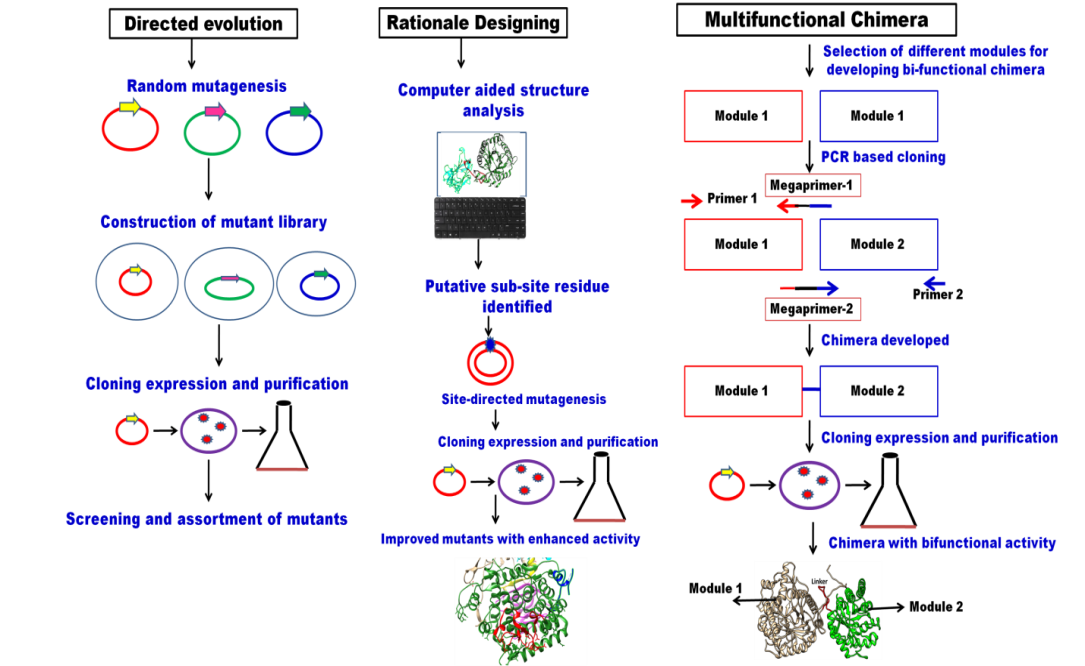 Directed evolution
Random mutagenesis
Construction of mutant library
Cloning expression and purification
Screening and assortment of mutants
Rationale Designing
Computer aided structure
analysis
Putative sub-site residue
identified
Site-directed mutagenesis
Cloning expression and purification
Improved mutants with enhanced activity
Multifunctional Chimera
Selection of different modules for
developing bi-functional chimera
Module 1
Module 1
PCR based cloning
Megaprimer-1
Primer 1
Module 1
Module 2
Primer 2
Megaprimer-2
Chimera developed
Module 1
Module 2
Cloning expression and purification
Chimera with bifunctional activity
Linker
Module 1
Module 2